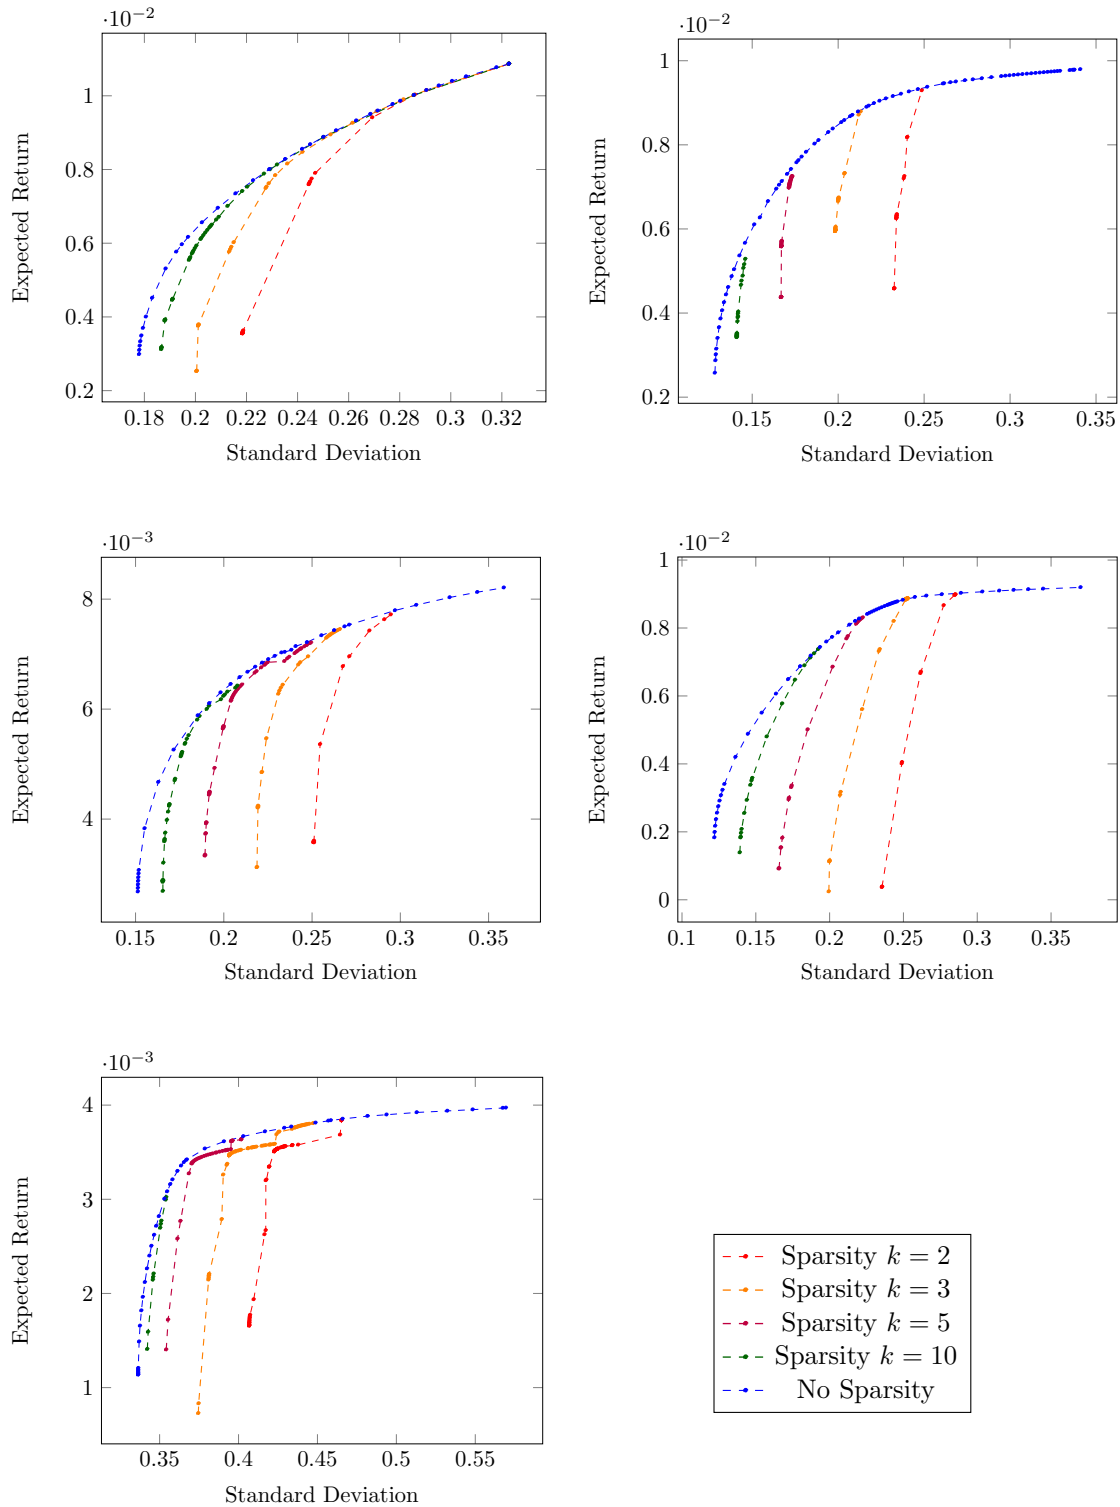 ·10−2
1
0.8
0.6
0.4
0.2
0.18 0.2 0.22 0.24 0.26 0.28 0.3 0.32
Standard Deviation
Expected Return
·10−2
1
0.8
0.6
0.4
0.2
0.15 0.2 0.25 0.3 0.35
Standard Deviation
Expected Return
·10−3
8
6
4
0.15 0.2 0.25 0.3 0.35
Standard Deviation
Expected Return
·10−2
1
0.8
0.6
0.4
0.2
0
0.1 0.15 0.2 0.25 0.3 0.35
Standard Deviation
Expected Return
·10−3
4
3
2
1
0.35 0.4 0.45 0.5 0.55
Standard Deviation
Expected Return
Sparsity k = 2
Sparsity k = 3
Sparsity k = 5
Sparsity k = 10
No Sparsity